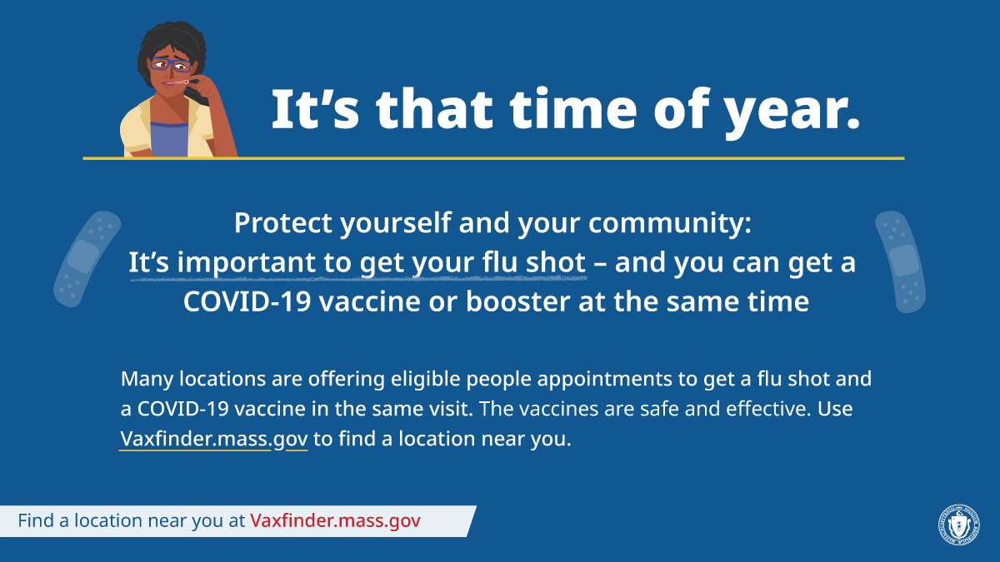 It’s that time of year.
Protect yourself and your community:
It’s important to get your flu shot – and you can get a
COVID-19 vaccine or booster at the same time
Many locations are offering eligible people appointments to get a flu shot and
a COVID-19 vaccine in the same visit. The vaccines are safe and effective. Use
Vaxfinder.mass.gov to find a location near you.
Find a location near you at Vaxfinder.mass.gov